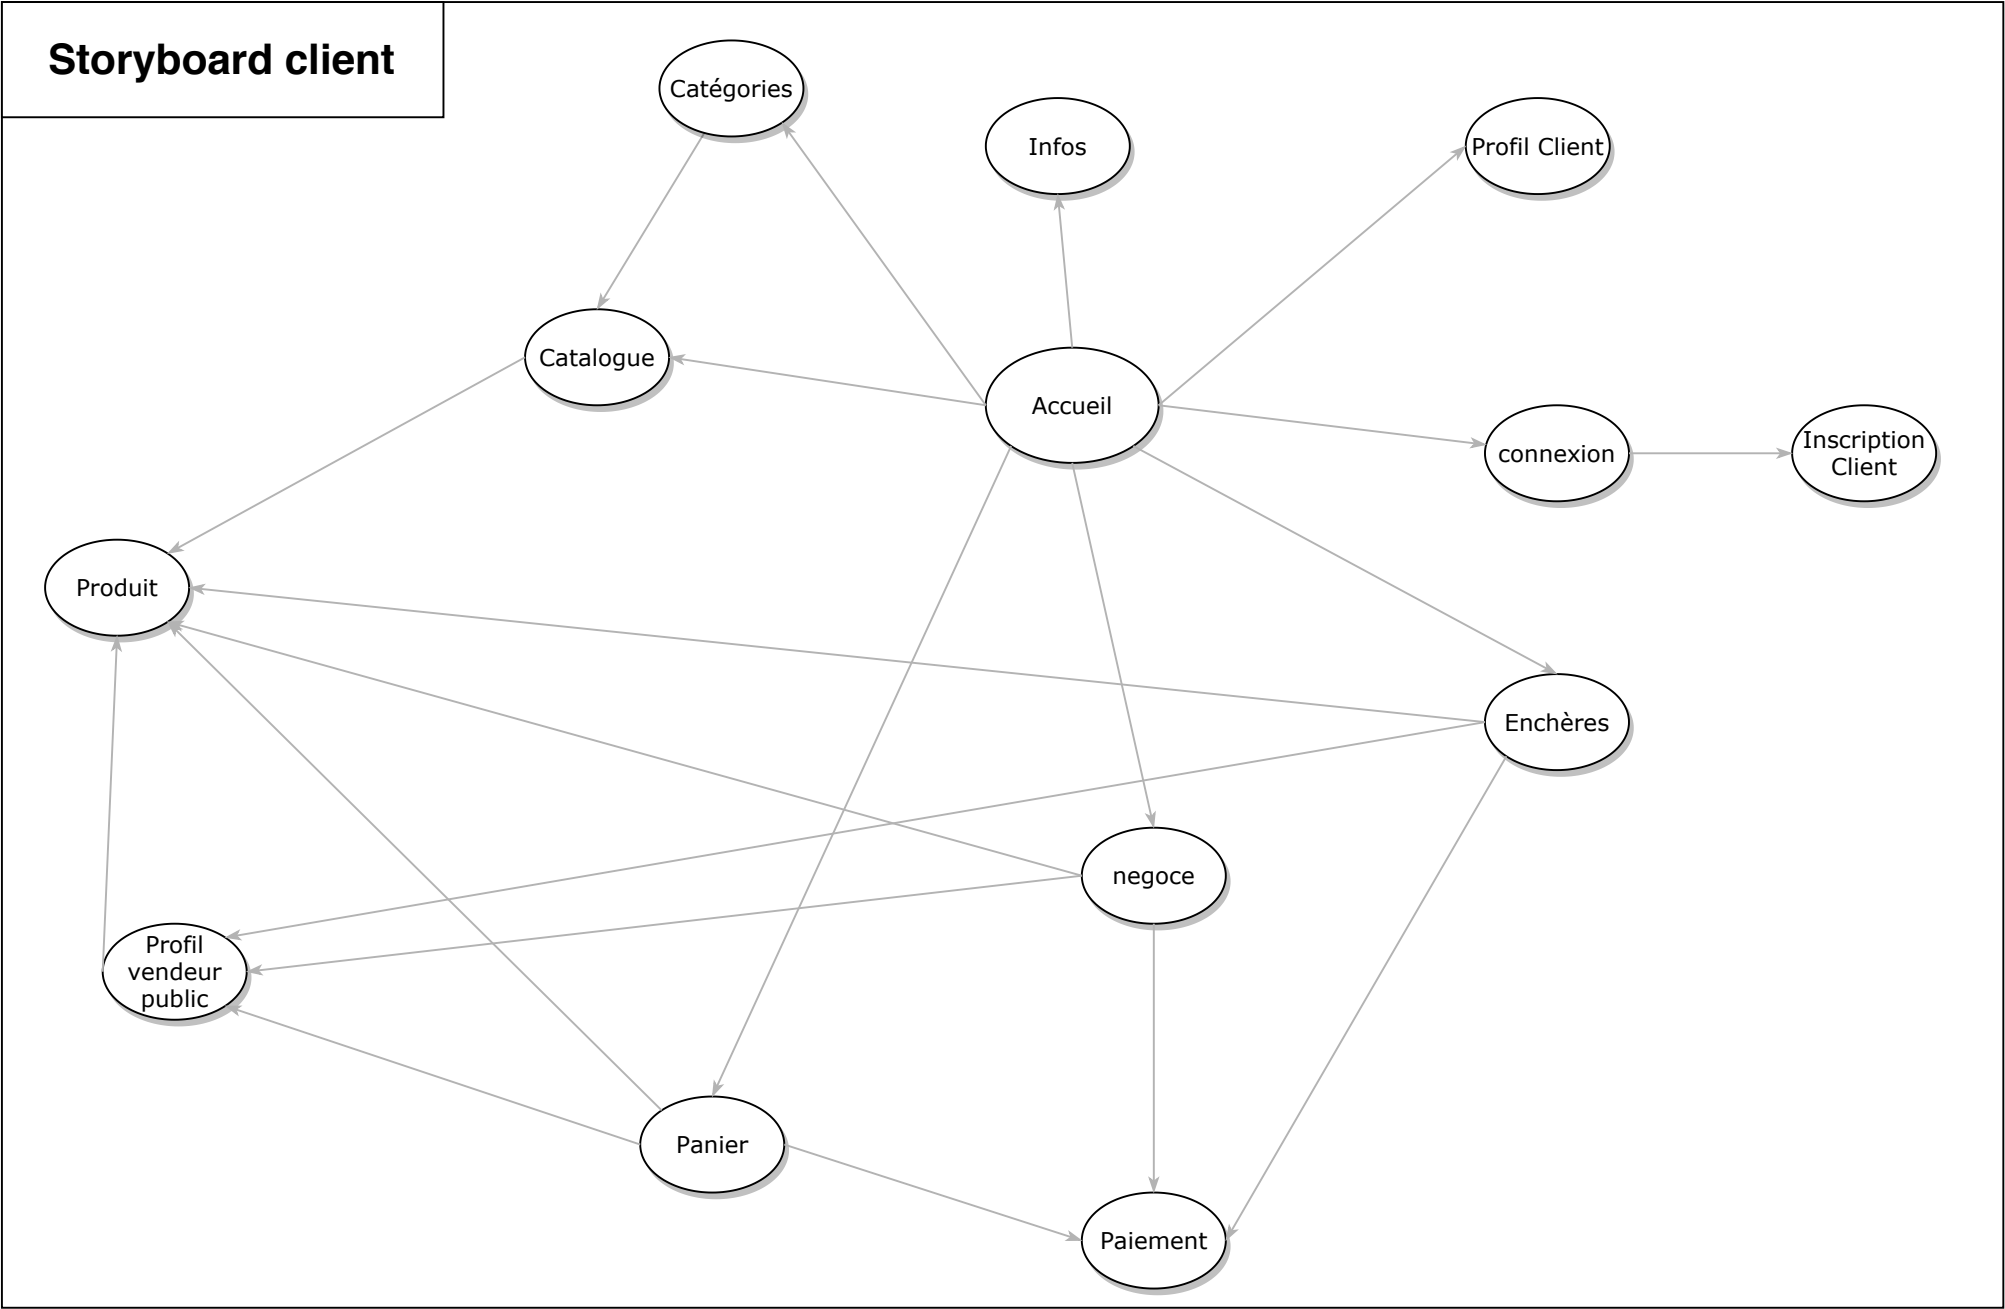 Storyboard client
Catégories
Infos
Profil Client
Catalogue
Accueil
connexion
Inscription
Client
Produit
Enchères
negoce
Profil
vendeur
public
Panier
Paiement